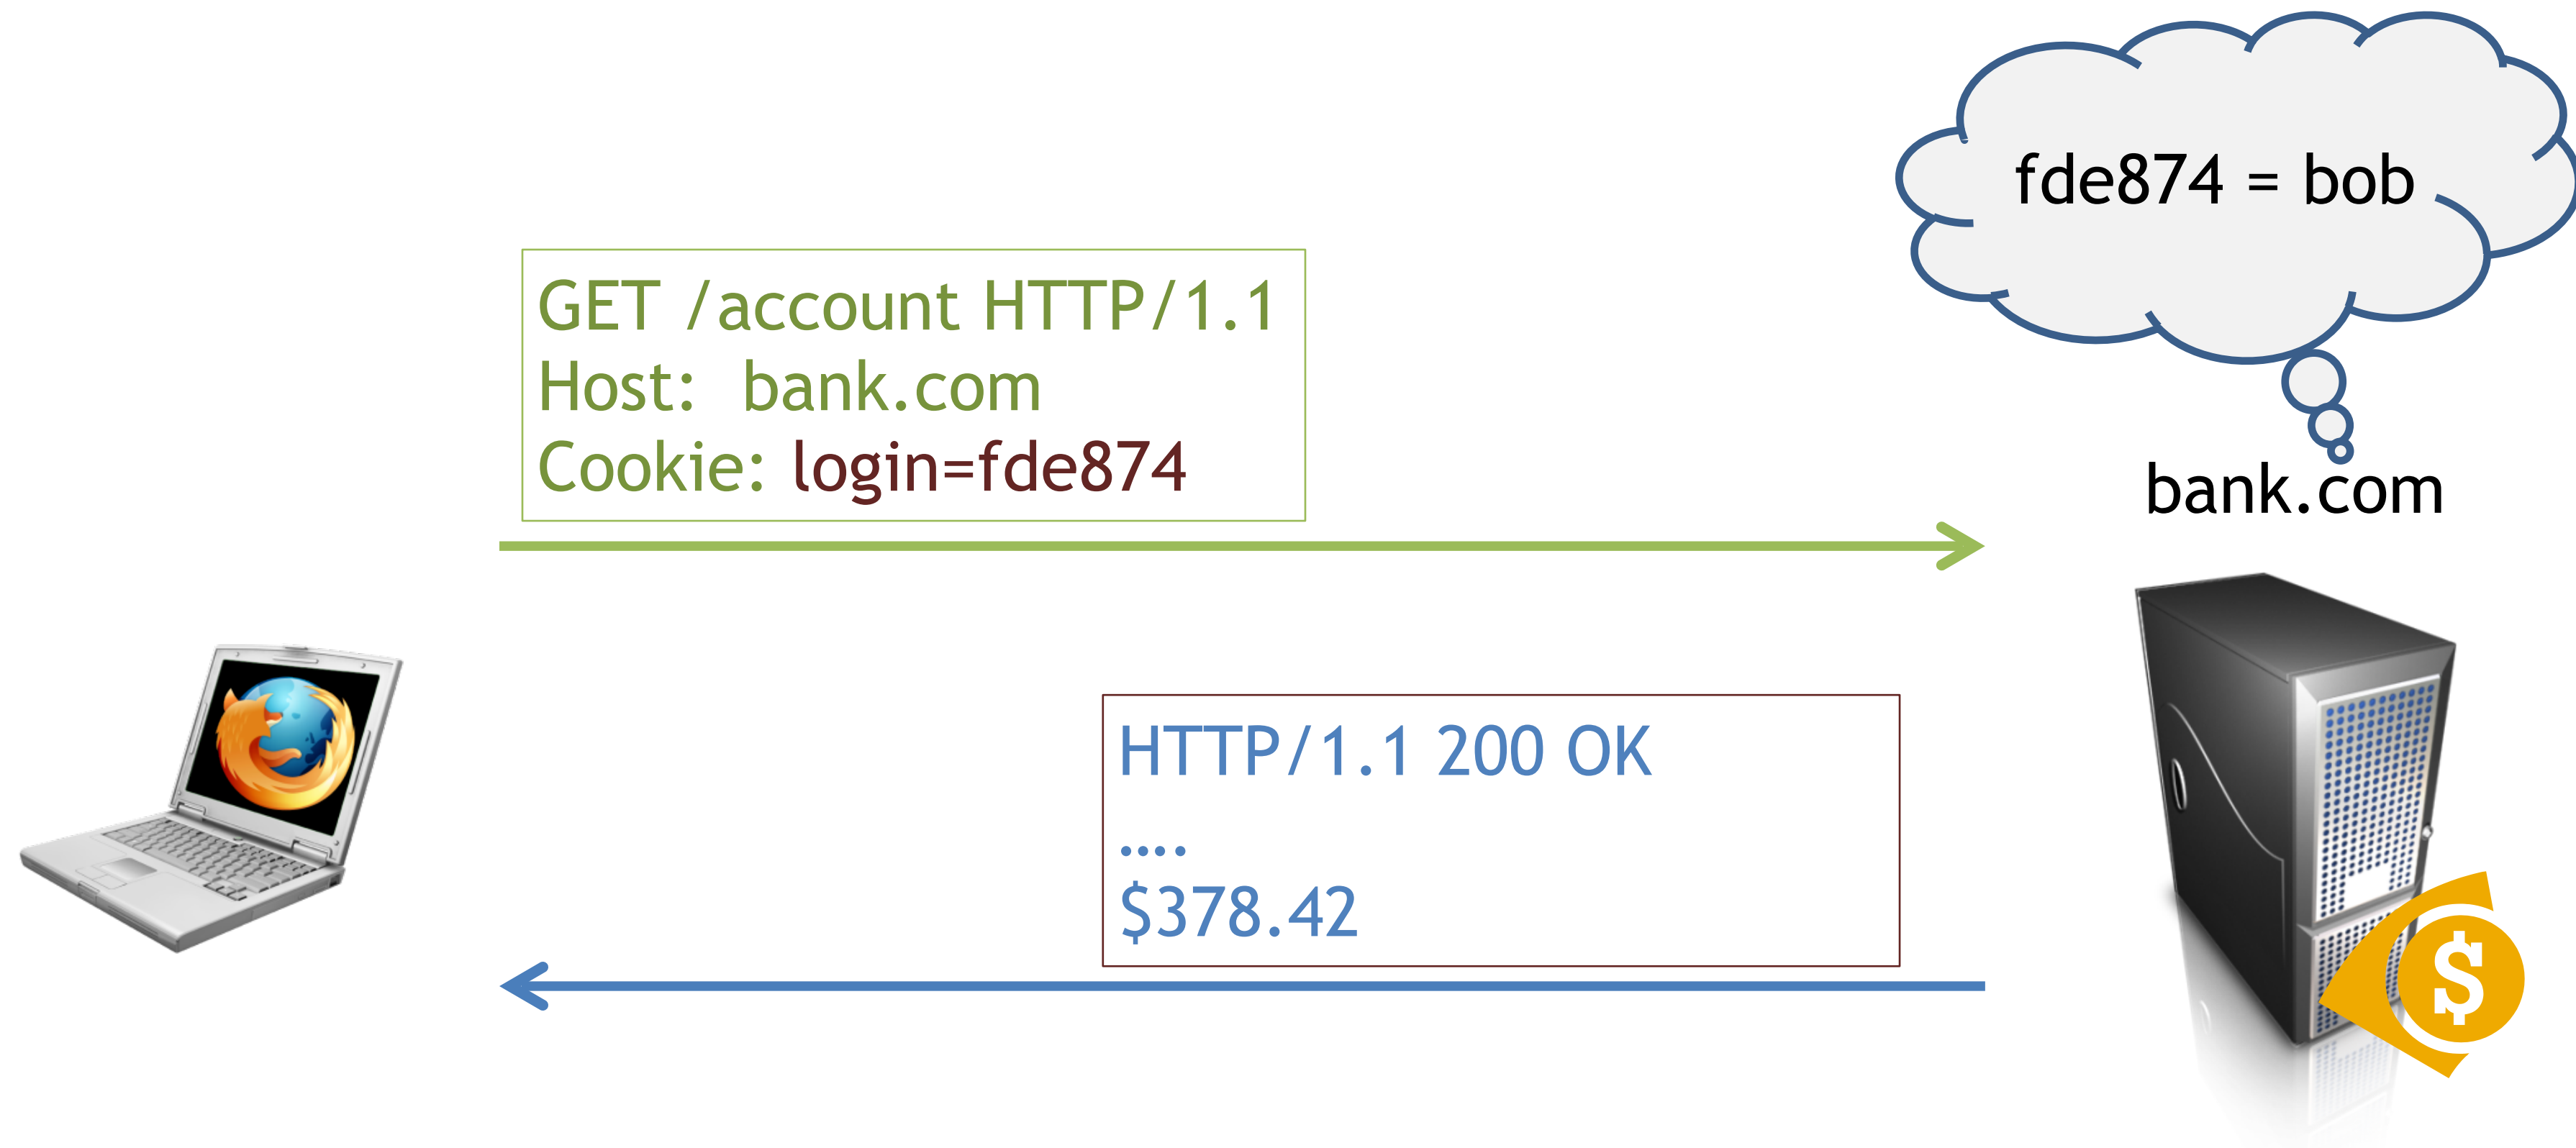 fde874 = bob
GET /account HTTP/1.1
Host: bank.com
Cookie: login=fde874
bank.com
HTTP/1.1 200 OK
....
$378.42
$